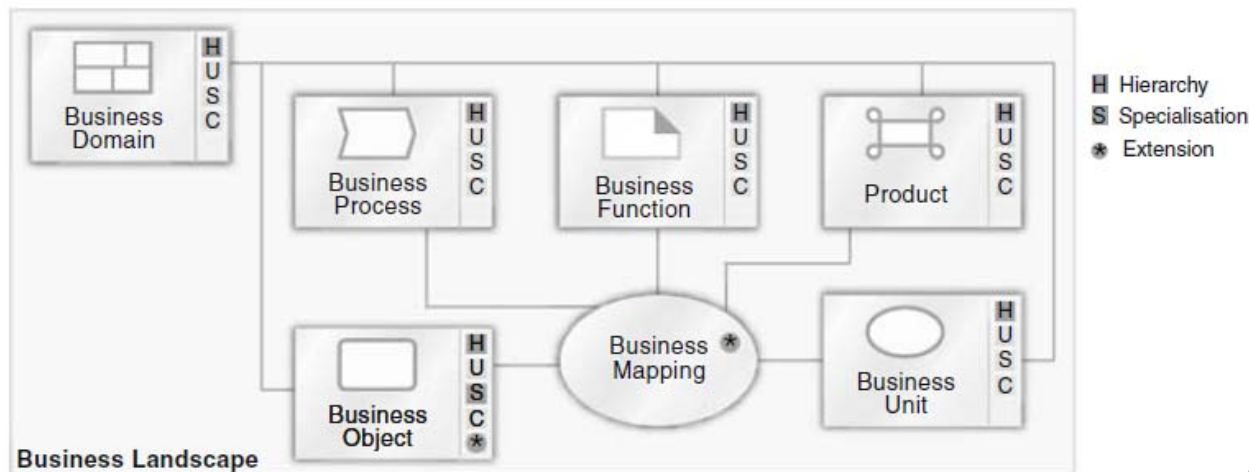 H
U
S
C
Business
Domain
H
U
S
C
Business
Process
H
U
S
C
Business
Function
H
U
S
C
Product
H Hierarchy
S Specialisation
* Extension
H
U
S
C
*
Business
Object
Business
Mapping
*
H
U
S
C
Business
Unit
Business Landscape